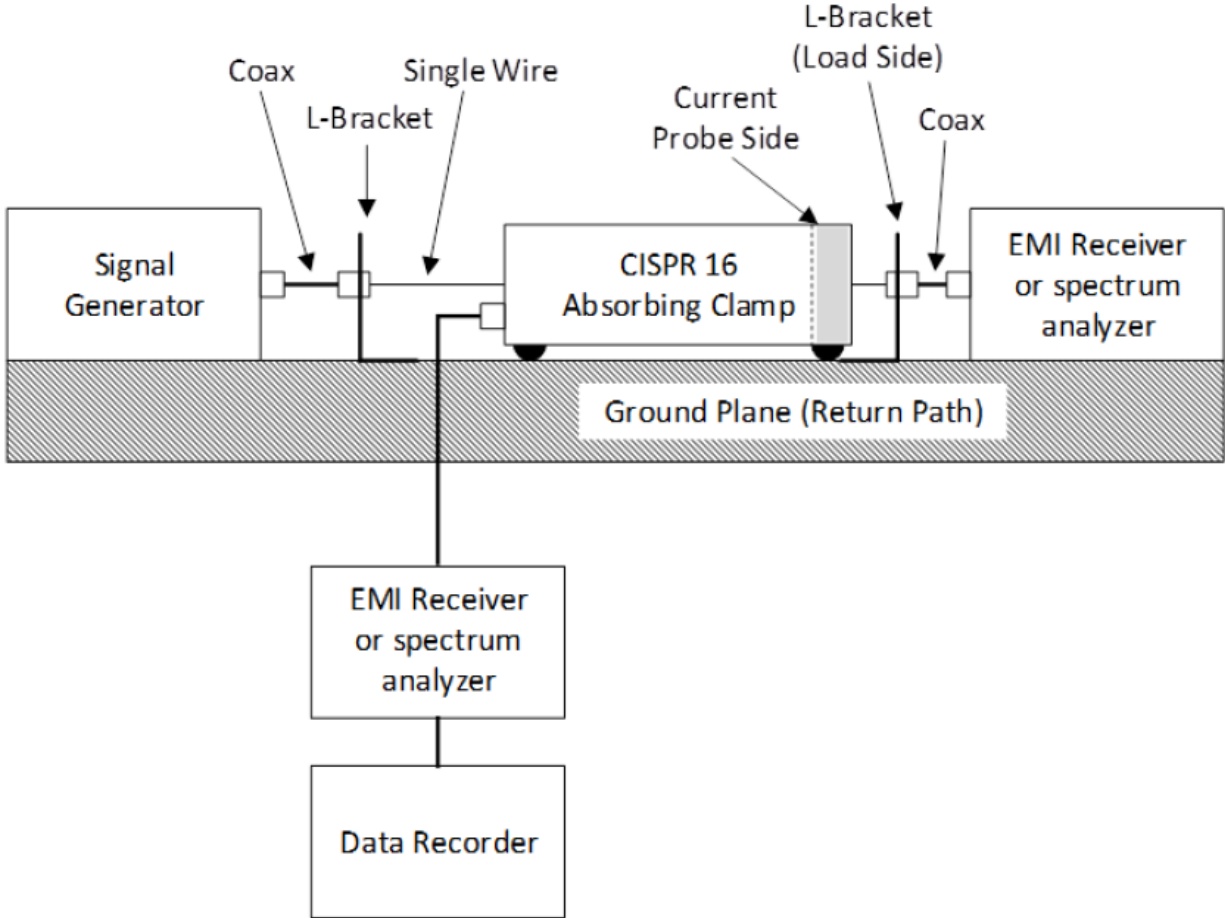 L-Bracket
(Load Side)
Coax
Single Wire
Current
Probe Side
L-Bracket
Coax
Signal
Generator
CISPR 16
Absorbing Clamp
EMI Receiver
or spectrum
analyzer
Ground Plane (Return Path)
EMI Receiver
or spectrum
analyzer
Data Recorder